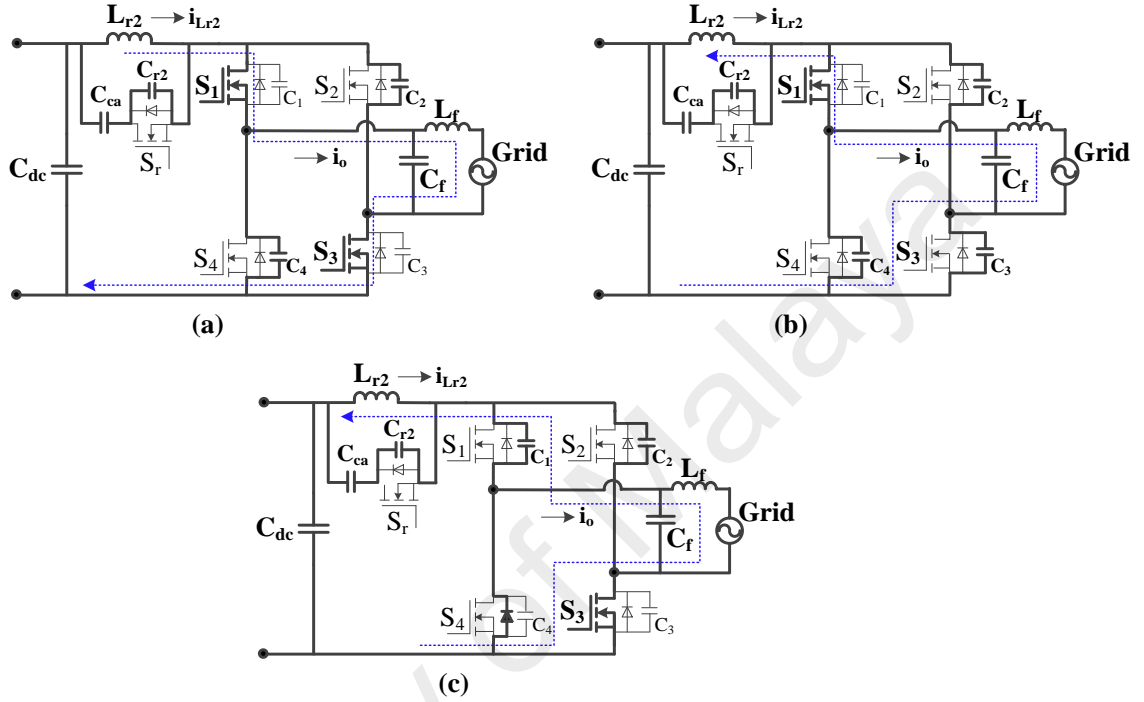 (a)
Lr2 → iLr2
Cr2
Cca
Sr
Cdc
S1
C1
S2
C2
Lf
→ io
Cf
Grid
S4
C4
S3
C3
(b)
Lr2 → iLr2
Cr2
Cca
Sr
Cdc
S1
C1
S2
C2
Lf
→ io
Cf
Grid
S4
C4
S3
C3
(c)
Lr2 → iLr2
Cr2
Cca
Sr
Cdc
S1
C1
S2
C2
Lf
→ io
Cf
Grid
S4
C4
S3
C3
of Malaya